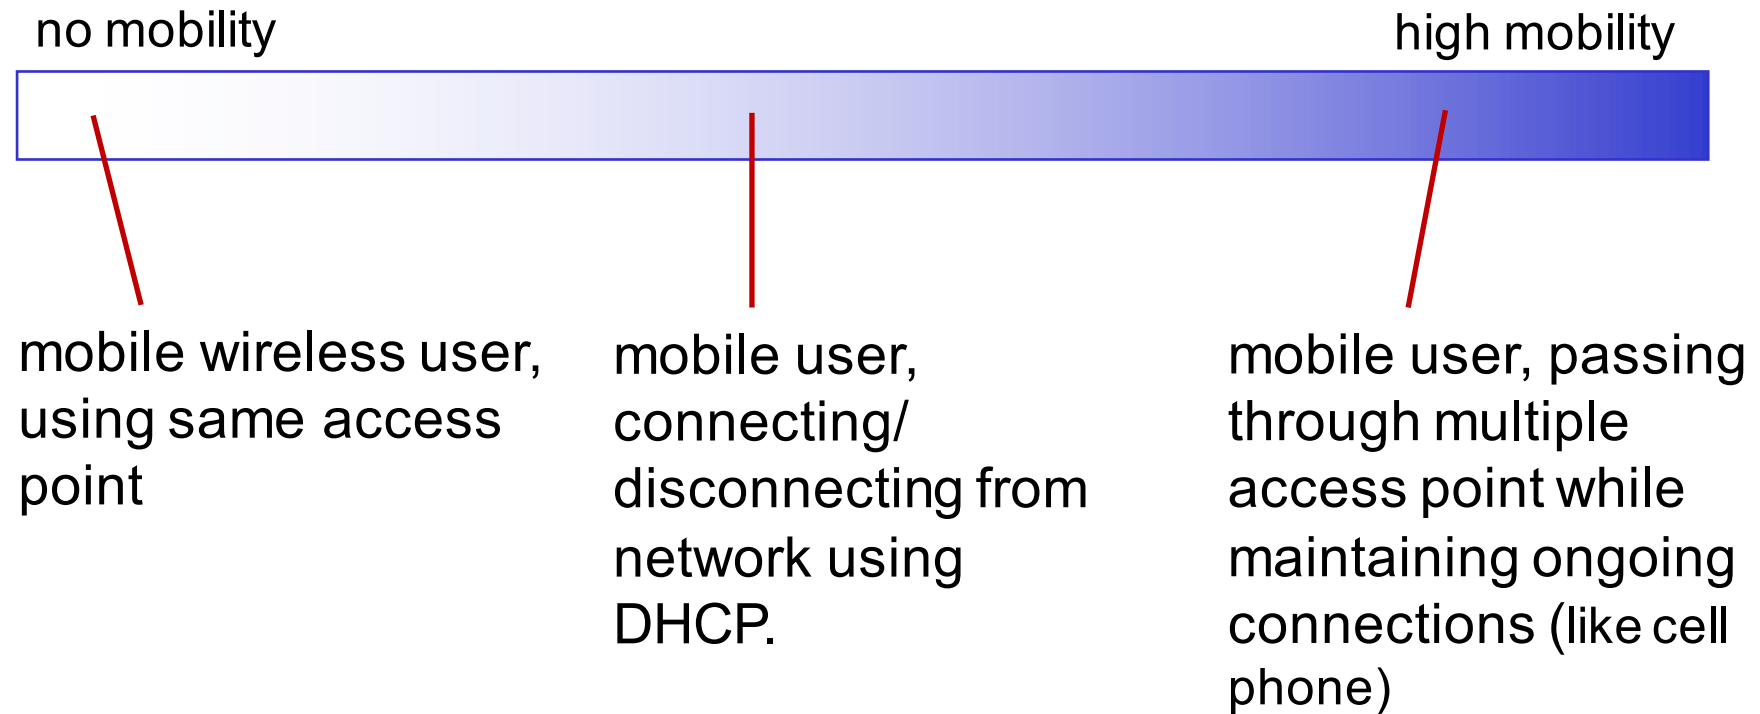 no mobility
high mobility
mobile wireless user,
using same access
point
mobile user,
connecting/
disconnecting from
network using
DHCP.
mobile user, passing
through multiple
access point while
maintaining ongoing
connections (like cell
phone)